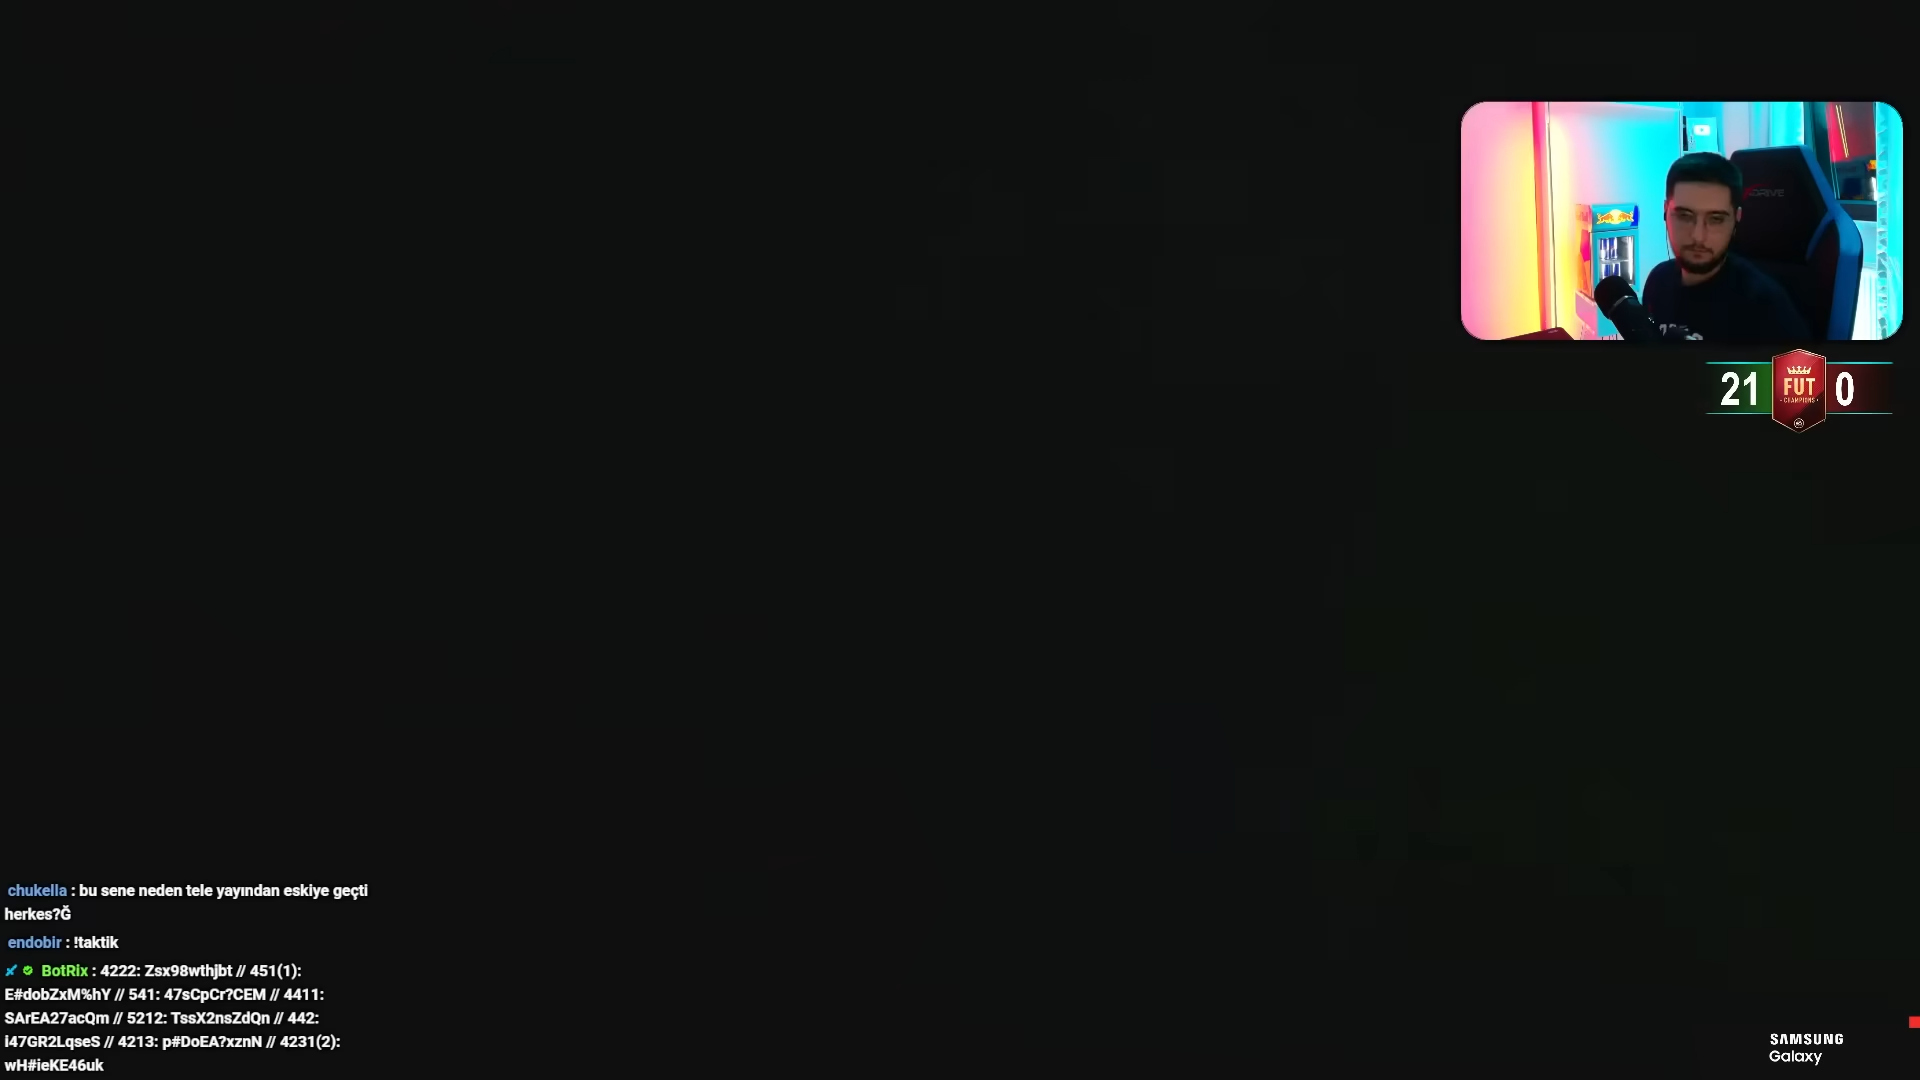 DRIVE
21 FUT 0
CHAMPIONS
chukella : bu sene neden tele yayından eskiye geçti
herkes?Ğ
endobir : !taktik
BotRix : 4222: Zsx98wthjbt // 451(1):
E#dobZxM%hY // 541: 47sCpCr?CEM // 4411:
SArEA27acQm // 5212: TssX2nsZdQn // 442:
i47GR2LqseS // 4213: p#DoEA?xznN // 4231(2):
wH#ieKE46uk
SAMSUNG
Galaxy